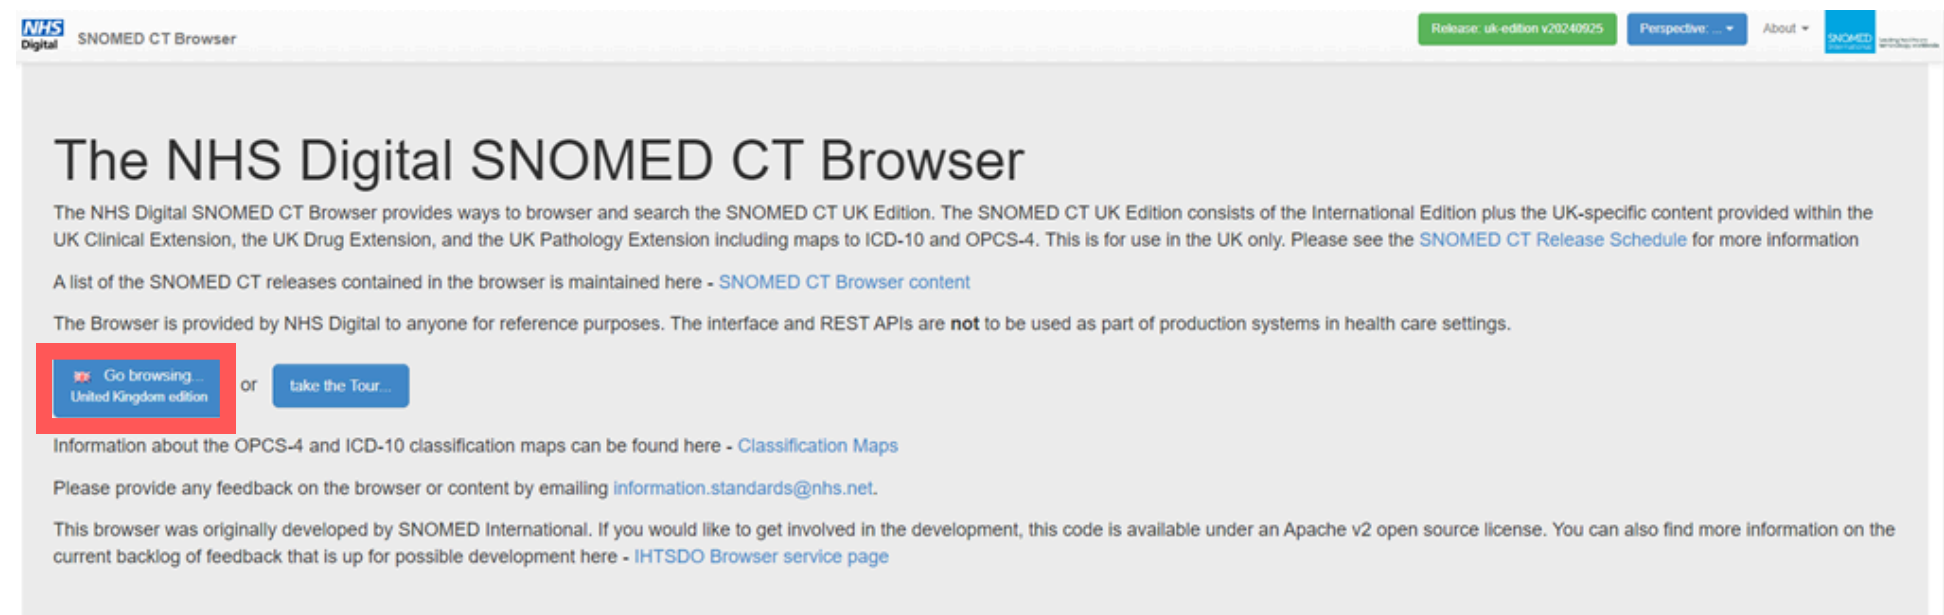 NHS
Digital
SNOMED CT Browser
Release: uk-edition v20240925
Perspective: ...
About
SNOMED
The NHS Digital SNOMED CT Browser
The NHS Digital SNOMED CT Browser provides ways to browser and search the SNOMED CT UK Edition. The SNOMED CT UK Edition consists of the International Edition plus the UK-specific content provided within the
UK Clinical Extension, the UK Drug Extension, and the UK Pathology Extension including maps to ICD-10 and OPCS-4. This is for use in the UK only. Please see the SNOMED CT Release Schedule for more information
A list of the SNOMED CT releases contained in the browser is maintained here - SNOMED CT Browser content
The Browser is provided by NHS Digital to anyone for reference purposes. The interface and REST APIs are not to be used as part of production systems in health care settings.
Go browsing...
United Kingdom edition
or
take the Tour...
Information about the OPCS-4 and ICD-10 classification maps can be found here - Classification Maps
Please provide any feedback on the browser or content by emailing information.standards@nhs.net.
This browser was originally developed by SNOMED International. If you would like to get involved in the development, this code is available under an Apache v2 open source license. You can also find more information on the
current backlog of feedback that is up for possible development here - IHTSDO Browser service page